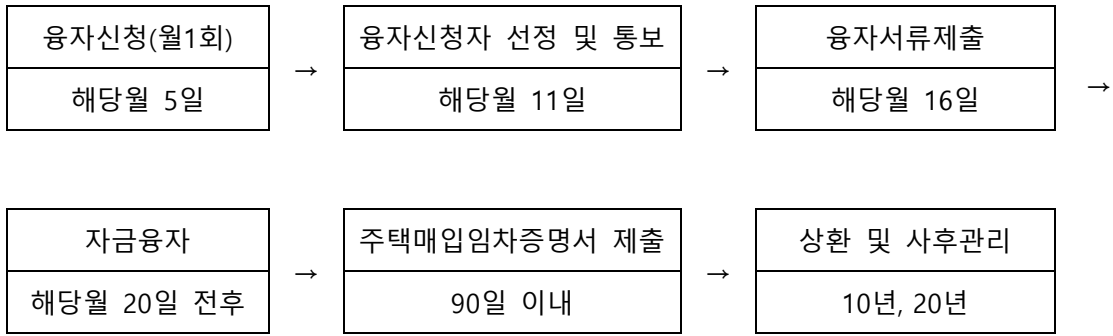 융자신청(월1회) → 융자신청자 선정 및 통보 → 융자서류제출 →
해당월 5일 해당월 11일 해당월 16일
자금융자 → 주택매입임차증명서 제출 → 상환 및 사후관리
해당월 20일 전후 90일 이내 10년, 20년